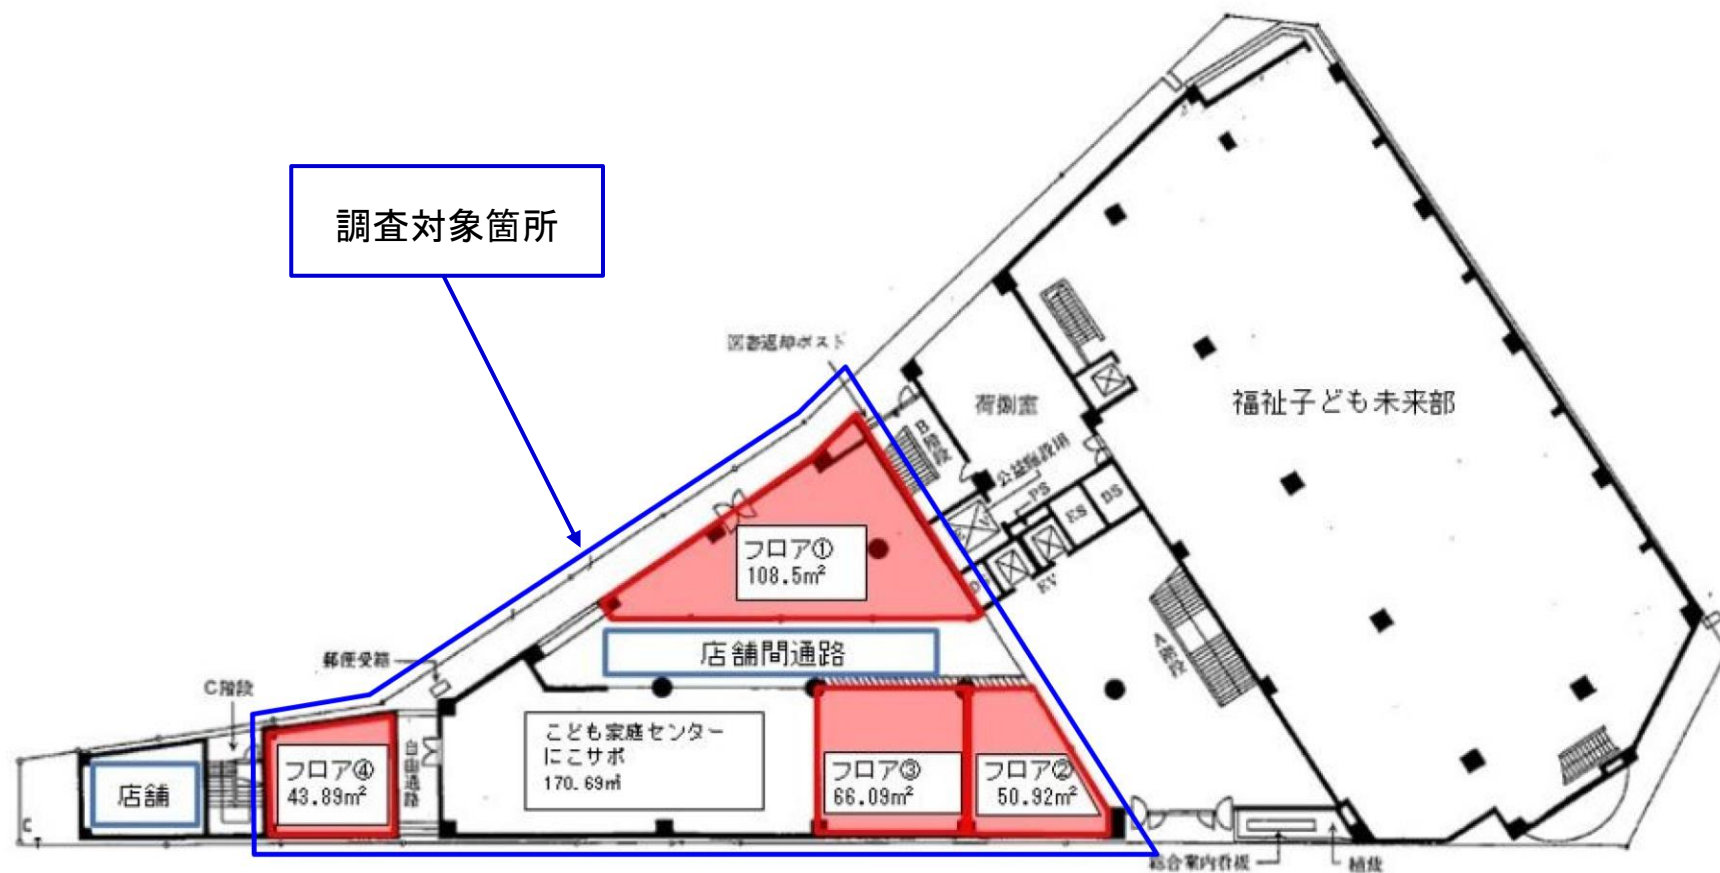 調査対象箇所
図書返却ポスト
荷捌室
福祉子ども未来部
B階段
公益施設用
PS
ES
DS
EV
フロア①
108.5m²
店舗間通路
A階段
郵便受箱
C階段
こども家庭センター
にこサポ
170.69㎡
自由通路
フロア④
43.89m²
店舗
フロア③
66.09m²
フロア②
50.92m²
総合案内看板
植栽